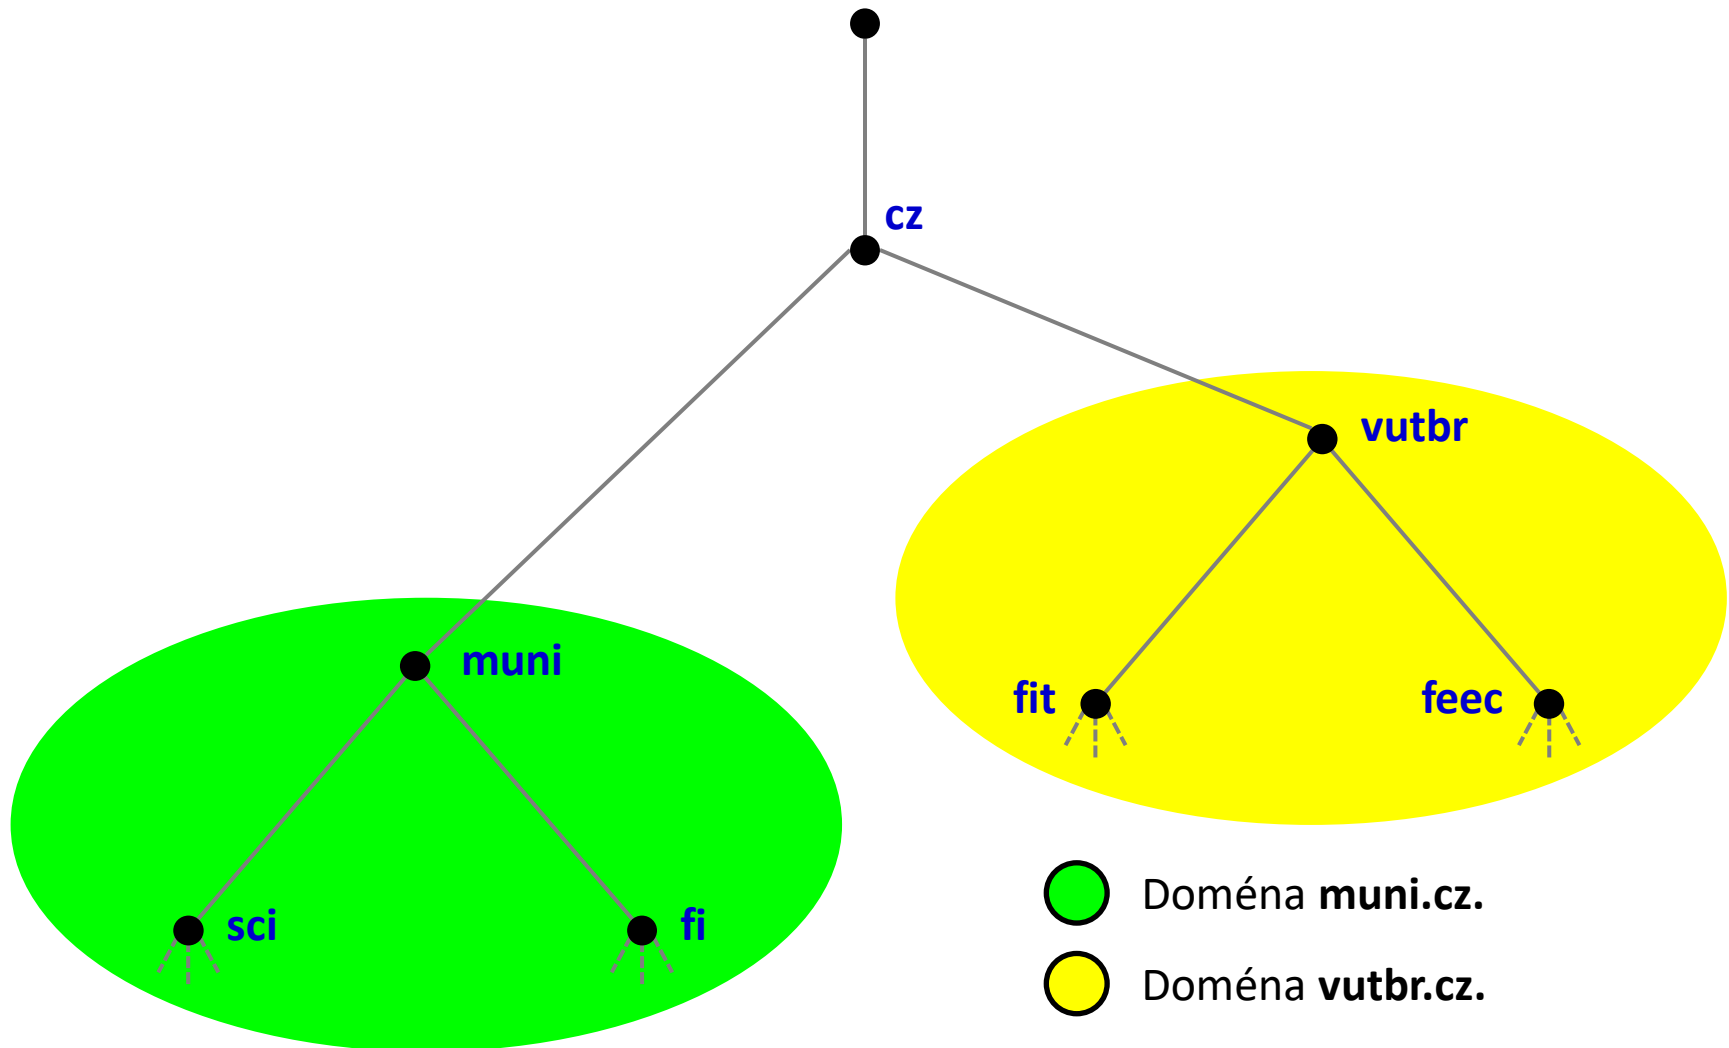 cz
vutbr
muni
fit
feec
sci
fi
Doména muni.cz.
Doména vutbr.cz.